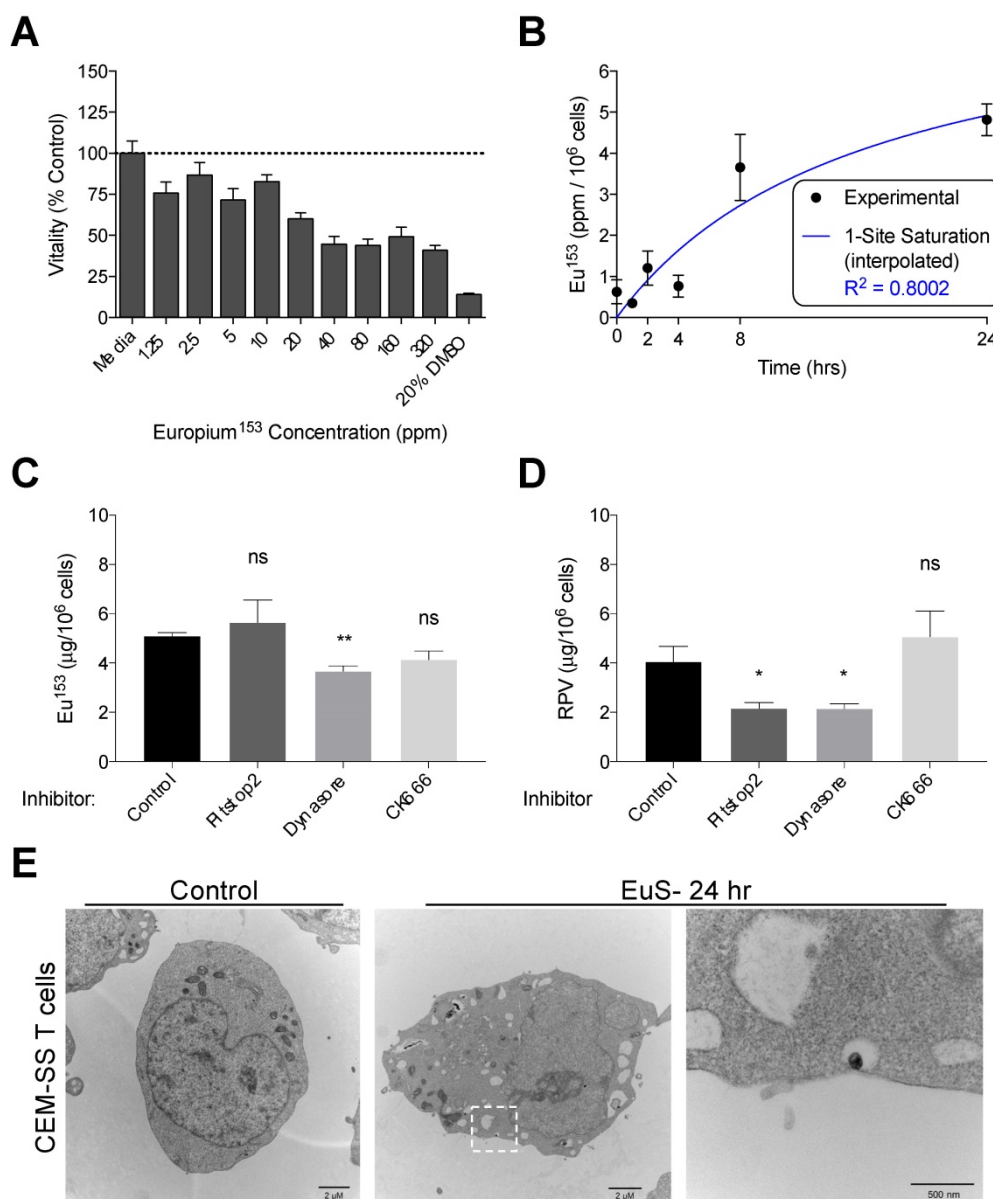 A
150
125
100
75
50
25
0
Vitality (% Control)
Media
1.25
2.5
5
10
20
40
80
160
320
20% DMSO
Europium¹⁵³ Concentration (ppm)
B
6
5
4
3
2
1
0
Eu¹⁵³ (ppm / 10⁶ cells)
Experimental
1-Site Saturation
(interpolated)
R² = 0.8002
0
2
4
8
24
Time (hrs)
C
10
8
6
4
2
0
Eu¹⁵³ (µg/10⁶ cells)
ns
**
ns
Inhibitor:
Control
Pitstop2
Dynasore
CK666
D
10
8
6
4
2
0
RPV (µg/10⁶ cells)
*
*
ns
Inhibitor
Control
Pitstop2
Dynasore
CK666
E
Control
EuS- 24 hr
CEM-SS T cells
2 µM
2 µM
500 nm